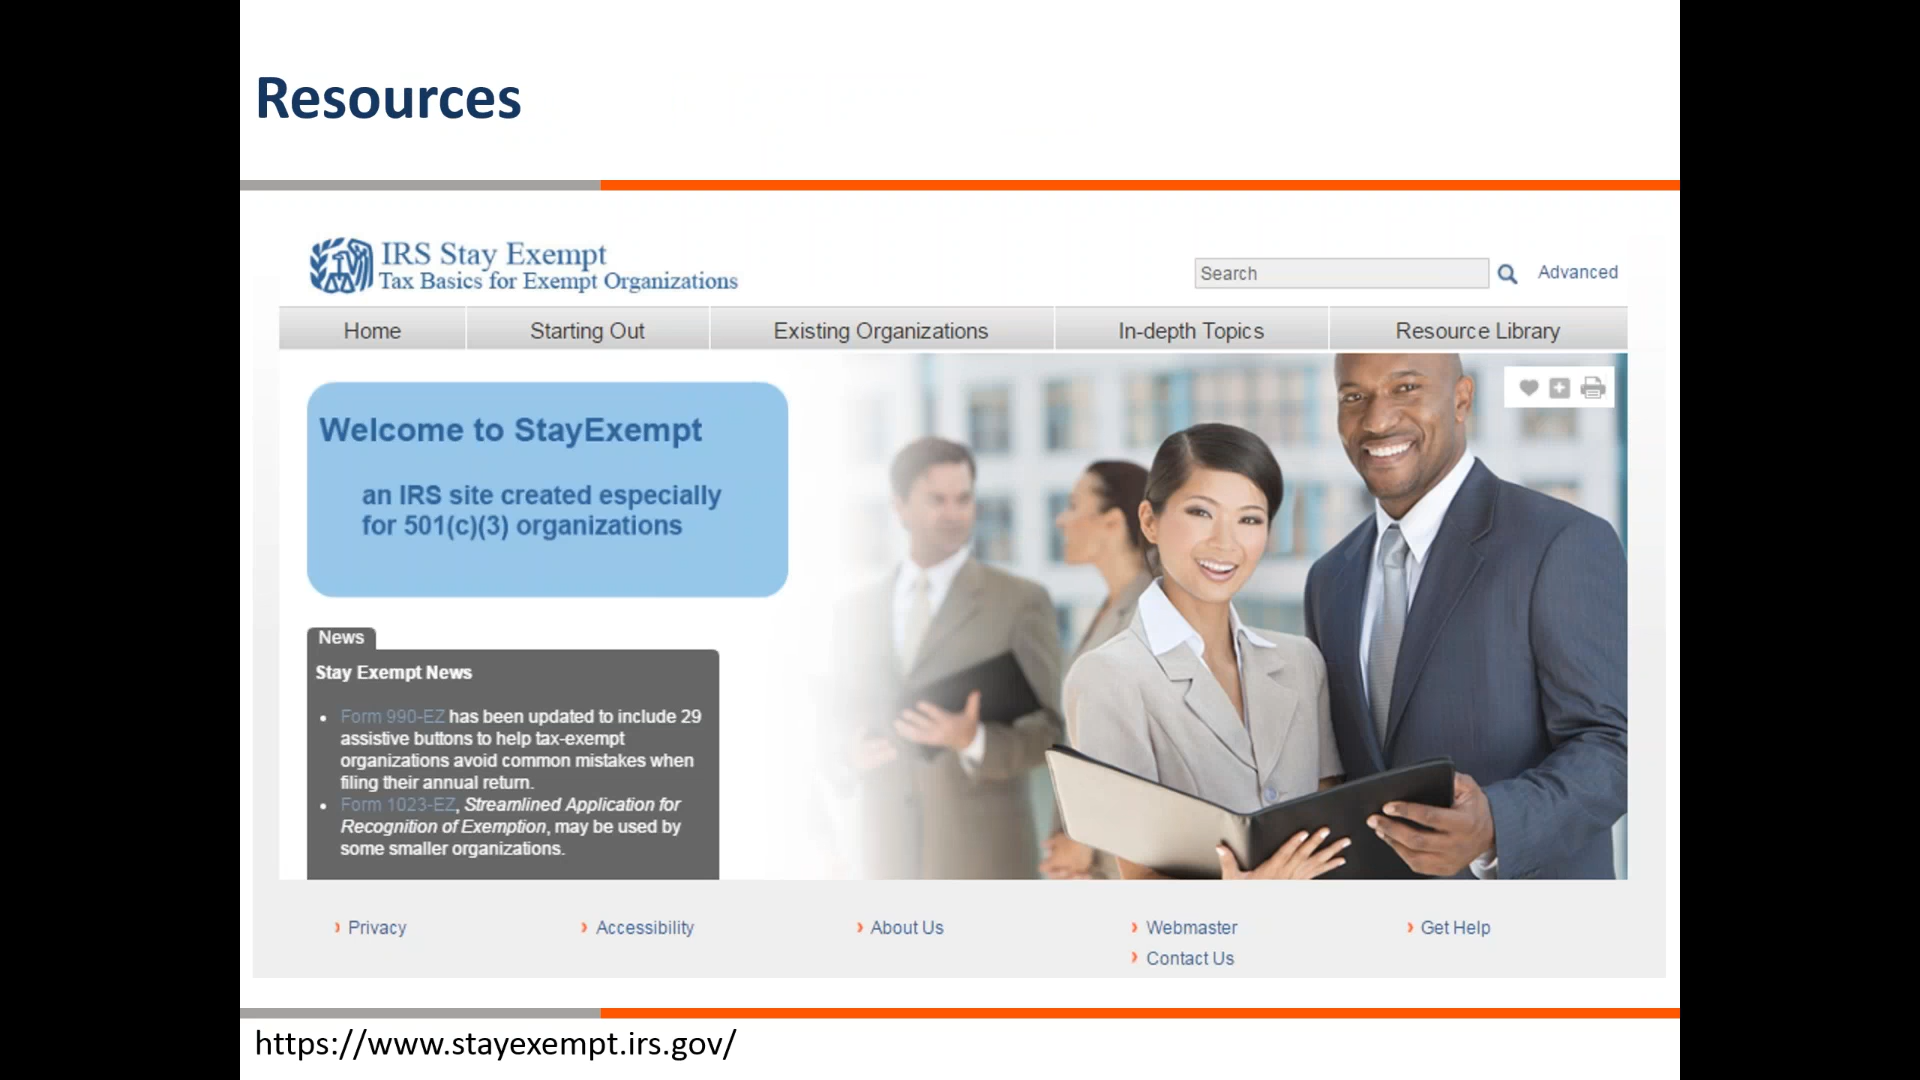 Resources
IRS Stay Exempt
Tax Basics for Exempt Organizations
Search
Advanced
Home
Starting Out
Existing Organizations
In-depth Topics
Resource Library
Welcome to StayExempt
an IRS site created especially
for 501(c)(3) organizations
News
Stay Exempt News
• Form 990-EZ has been updated to include 29
assistive buttons to help tax-exempt
organizations avoid common mistakes when
filing their annual return.
• Form 1023-EZ, Streamlined Application for
Recognition of Exemption, may be used by
some smaller organizations.
Privacy
Accessibility
About Us
Webmaster
Contact Us
Get Help
https://www.stayexempt.irs.gov/